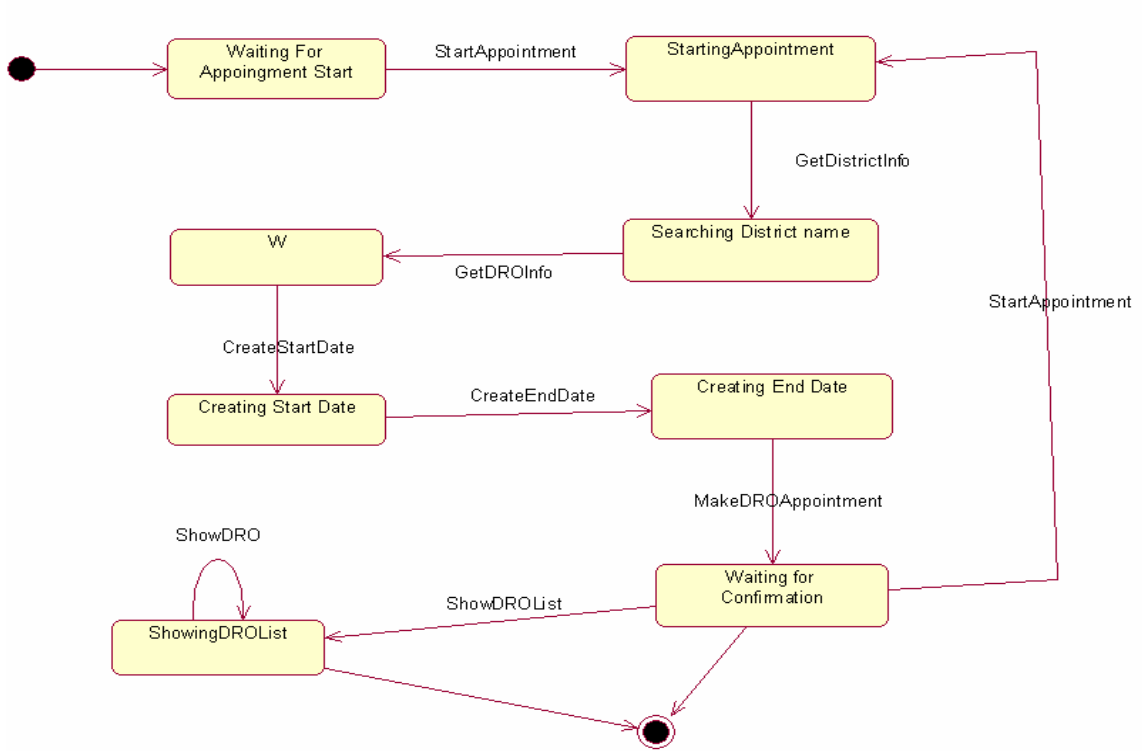 Waiting For
Appoingment Start
StartAppointment
StartingAppointment
GetDistrictInfo
Searching District name
W
GetDROInfo
StartAppointment
CreateStartDate
Creating Start Date
CreateEndDate
Creating End Date
MakeDROAppointment
ShowDRO
Waiting for
Confirmation
ShowDROList
ShowingDROList